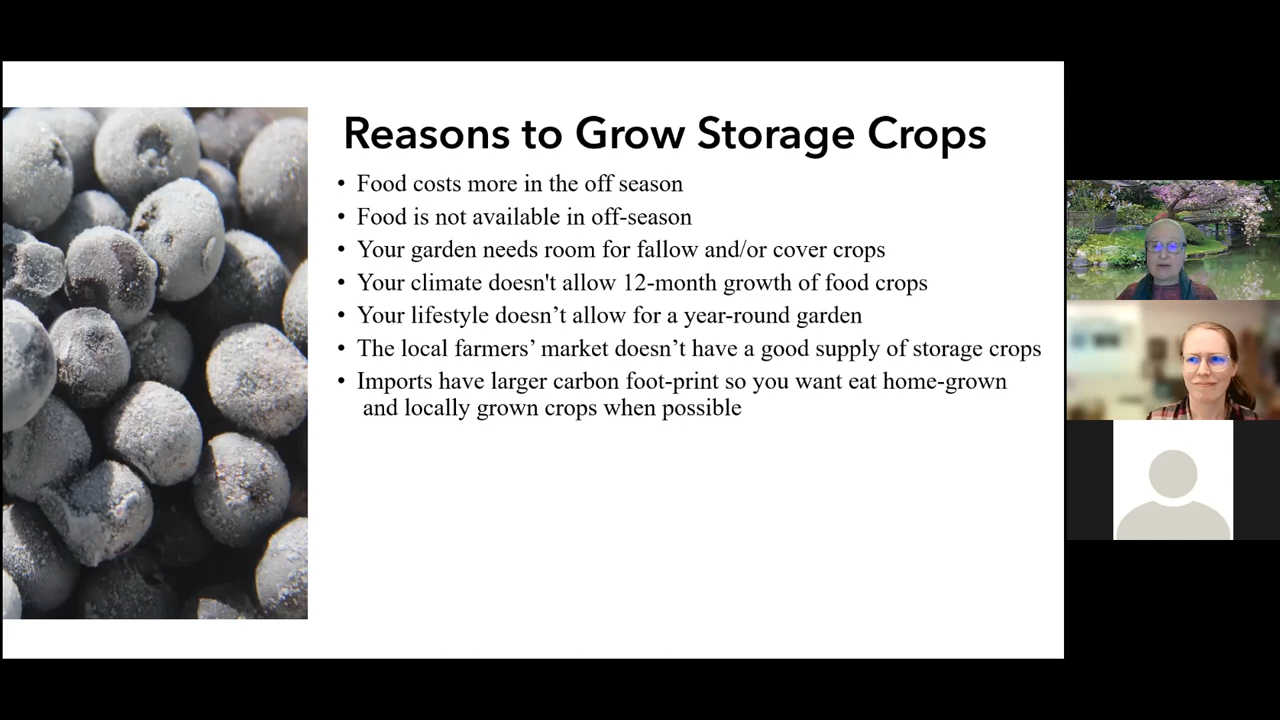 Reasons to Grow Storage Crops
• Food costs more in the off season
• Food is not available in off-season
• Your garden needs room for fallow and/or cover crops
• Your climate doesn't allow 12-month growth of food crops
• Your lifestyle doesn’t allow for a year-round garden
• The local farmers’ market doesn’t have a good supply of storage crops
• Imports have larger carbon foot-print so you want eat home-grown
and locally grown crops when possible